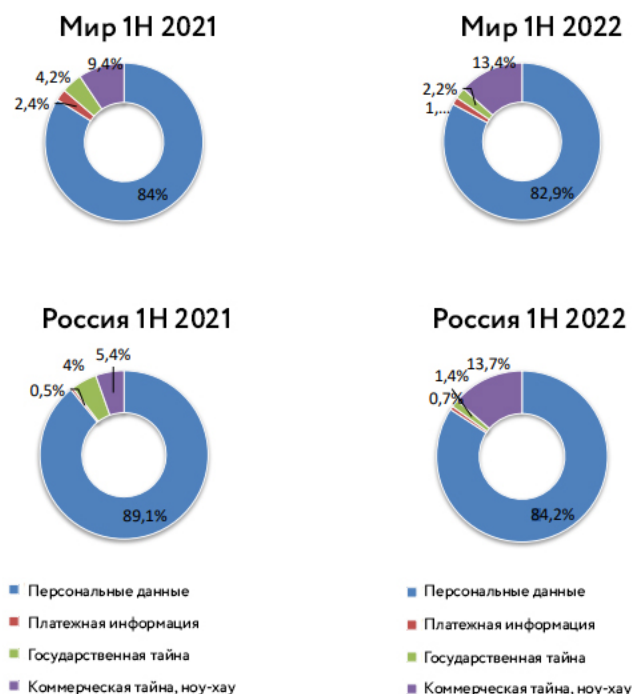 Мир 1H 2021
9,4%
4,2%
2,4%
84%
Мир 1H 2022
13,4%
2,2%
1,...
82,9%
Россия 1H 2021
5,4%
4%
0,5%
89,1%
Россия 1H 2022
13,7%
1,4%
0,7%
84,2%
Персональные данные
Платежная информация
Государственная тайна
Коммерческая тайна, ноу-хау
Персональные данные
Платежная информация
Государственная тайна
Коммерческая тайна, ноу-хау